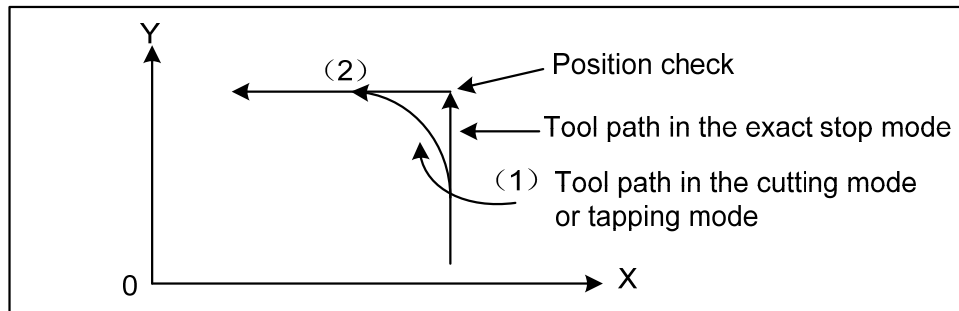 Y
（2）
Position check
Tool path in the exact stop mode
（1） Tool path in the cutting mode
or tapping mode
0
X